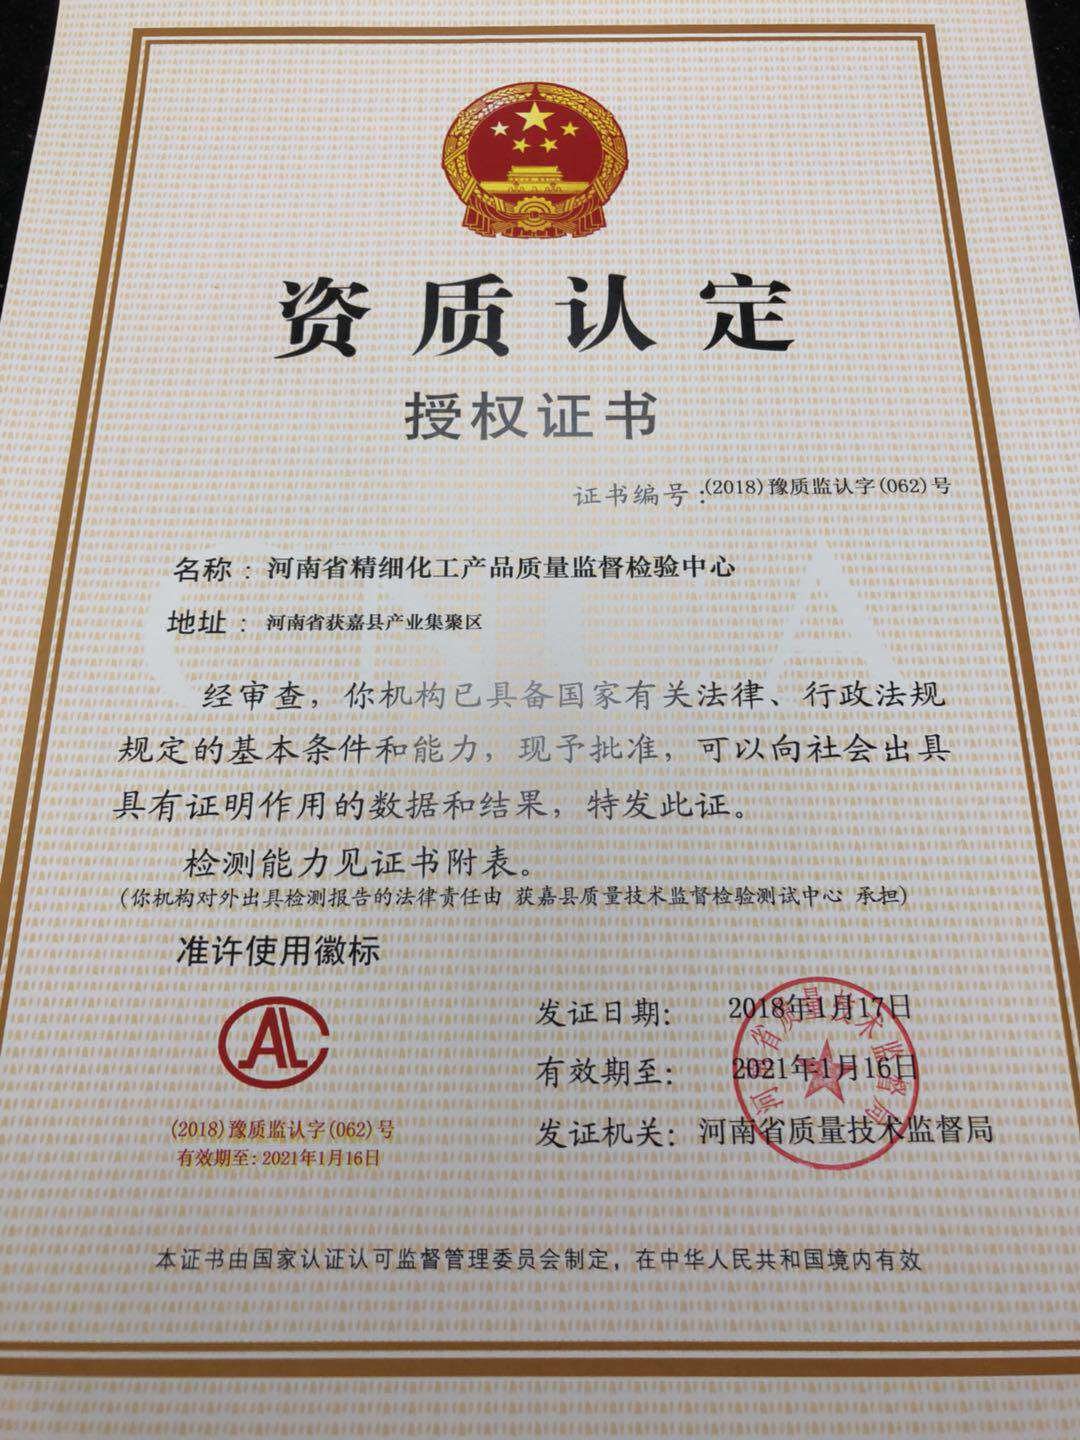 资质认定
授权证书
证书编号:(2018)豫质监认字(062)号
名称:河南省精细化工产品质量监督检验中心
地址:河南省获嘉县产业集聚区
经审查,你机构已具备国家有关法律、行政法规
规定的基本条件和能力,现予批准,可以向社会出具
具有证明作用的数据和结果,特发此证。
检测能力见证书附表。
(你机构对外出具检测报告的法律责任由 获嘉县质量技术监督检验测试中心 承担)
准许使用徽标
CAL
(2018)豫质监认字(062)号
有效期至:2021年1月16日
发证日期:2018年1月17日
有效期至:2021年1月16日
发证机关:河南省质量技术监督局
河南省质量技术监督局
本证书由国家认证认可监督管理委员会制定,在中华人民共和国境内有效